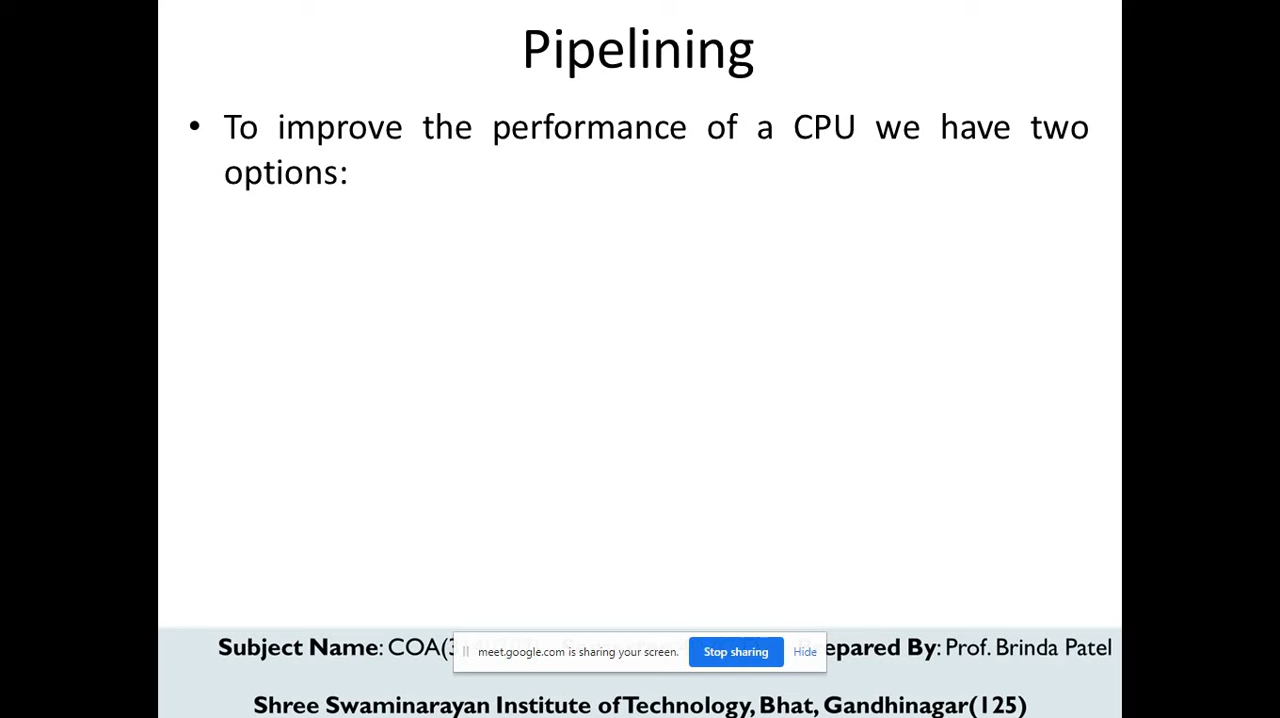 Pipelining
• To improve the performance of a CPU we have two
options:
Subject Name: COA(
meet.google.com is sharing your screen. Stop sharing Hide
epared By: Prof. Brinda Patel
Shree Swaminarayan Institute of Technology, Bhat, Gandhinagar(125)